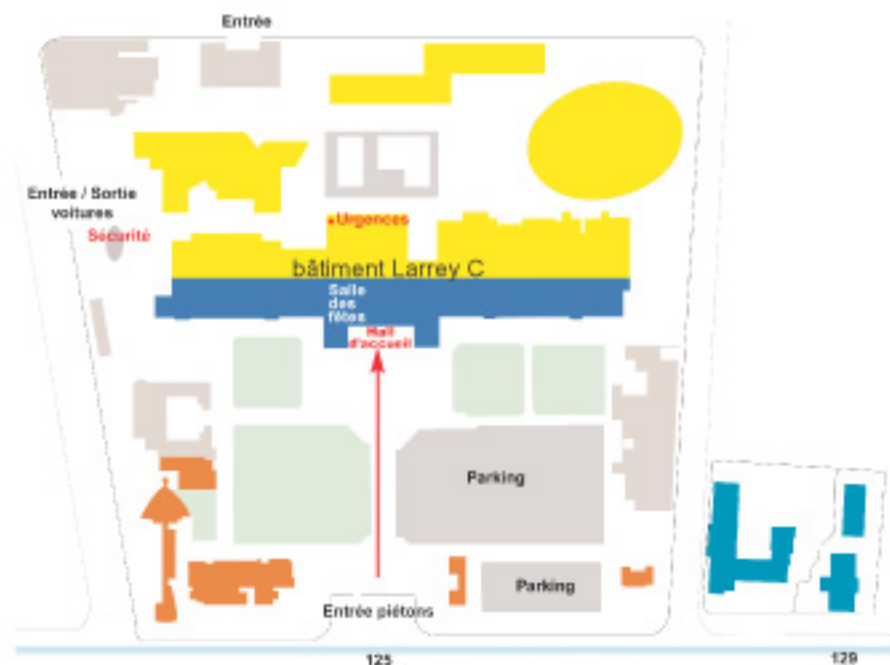 Entrée
Entrée / Sortie
voitures
Sécurité
Urgences
bâtiment Larrey C
Salle
des
fêtes
Hall
d'accueil
Parking
Parking
Entrée piétons
125
129